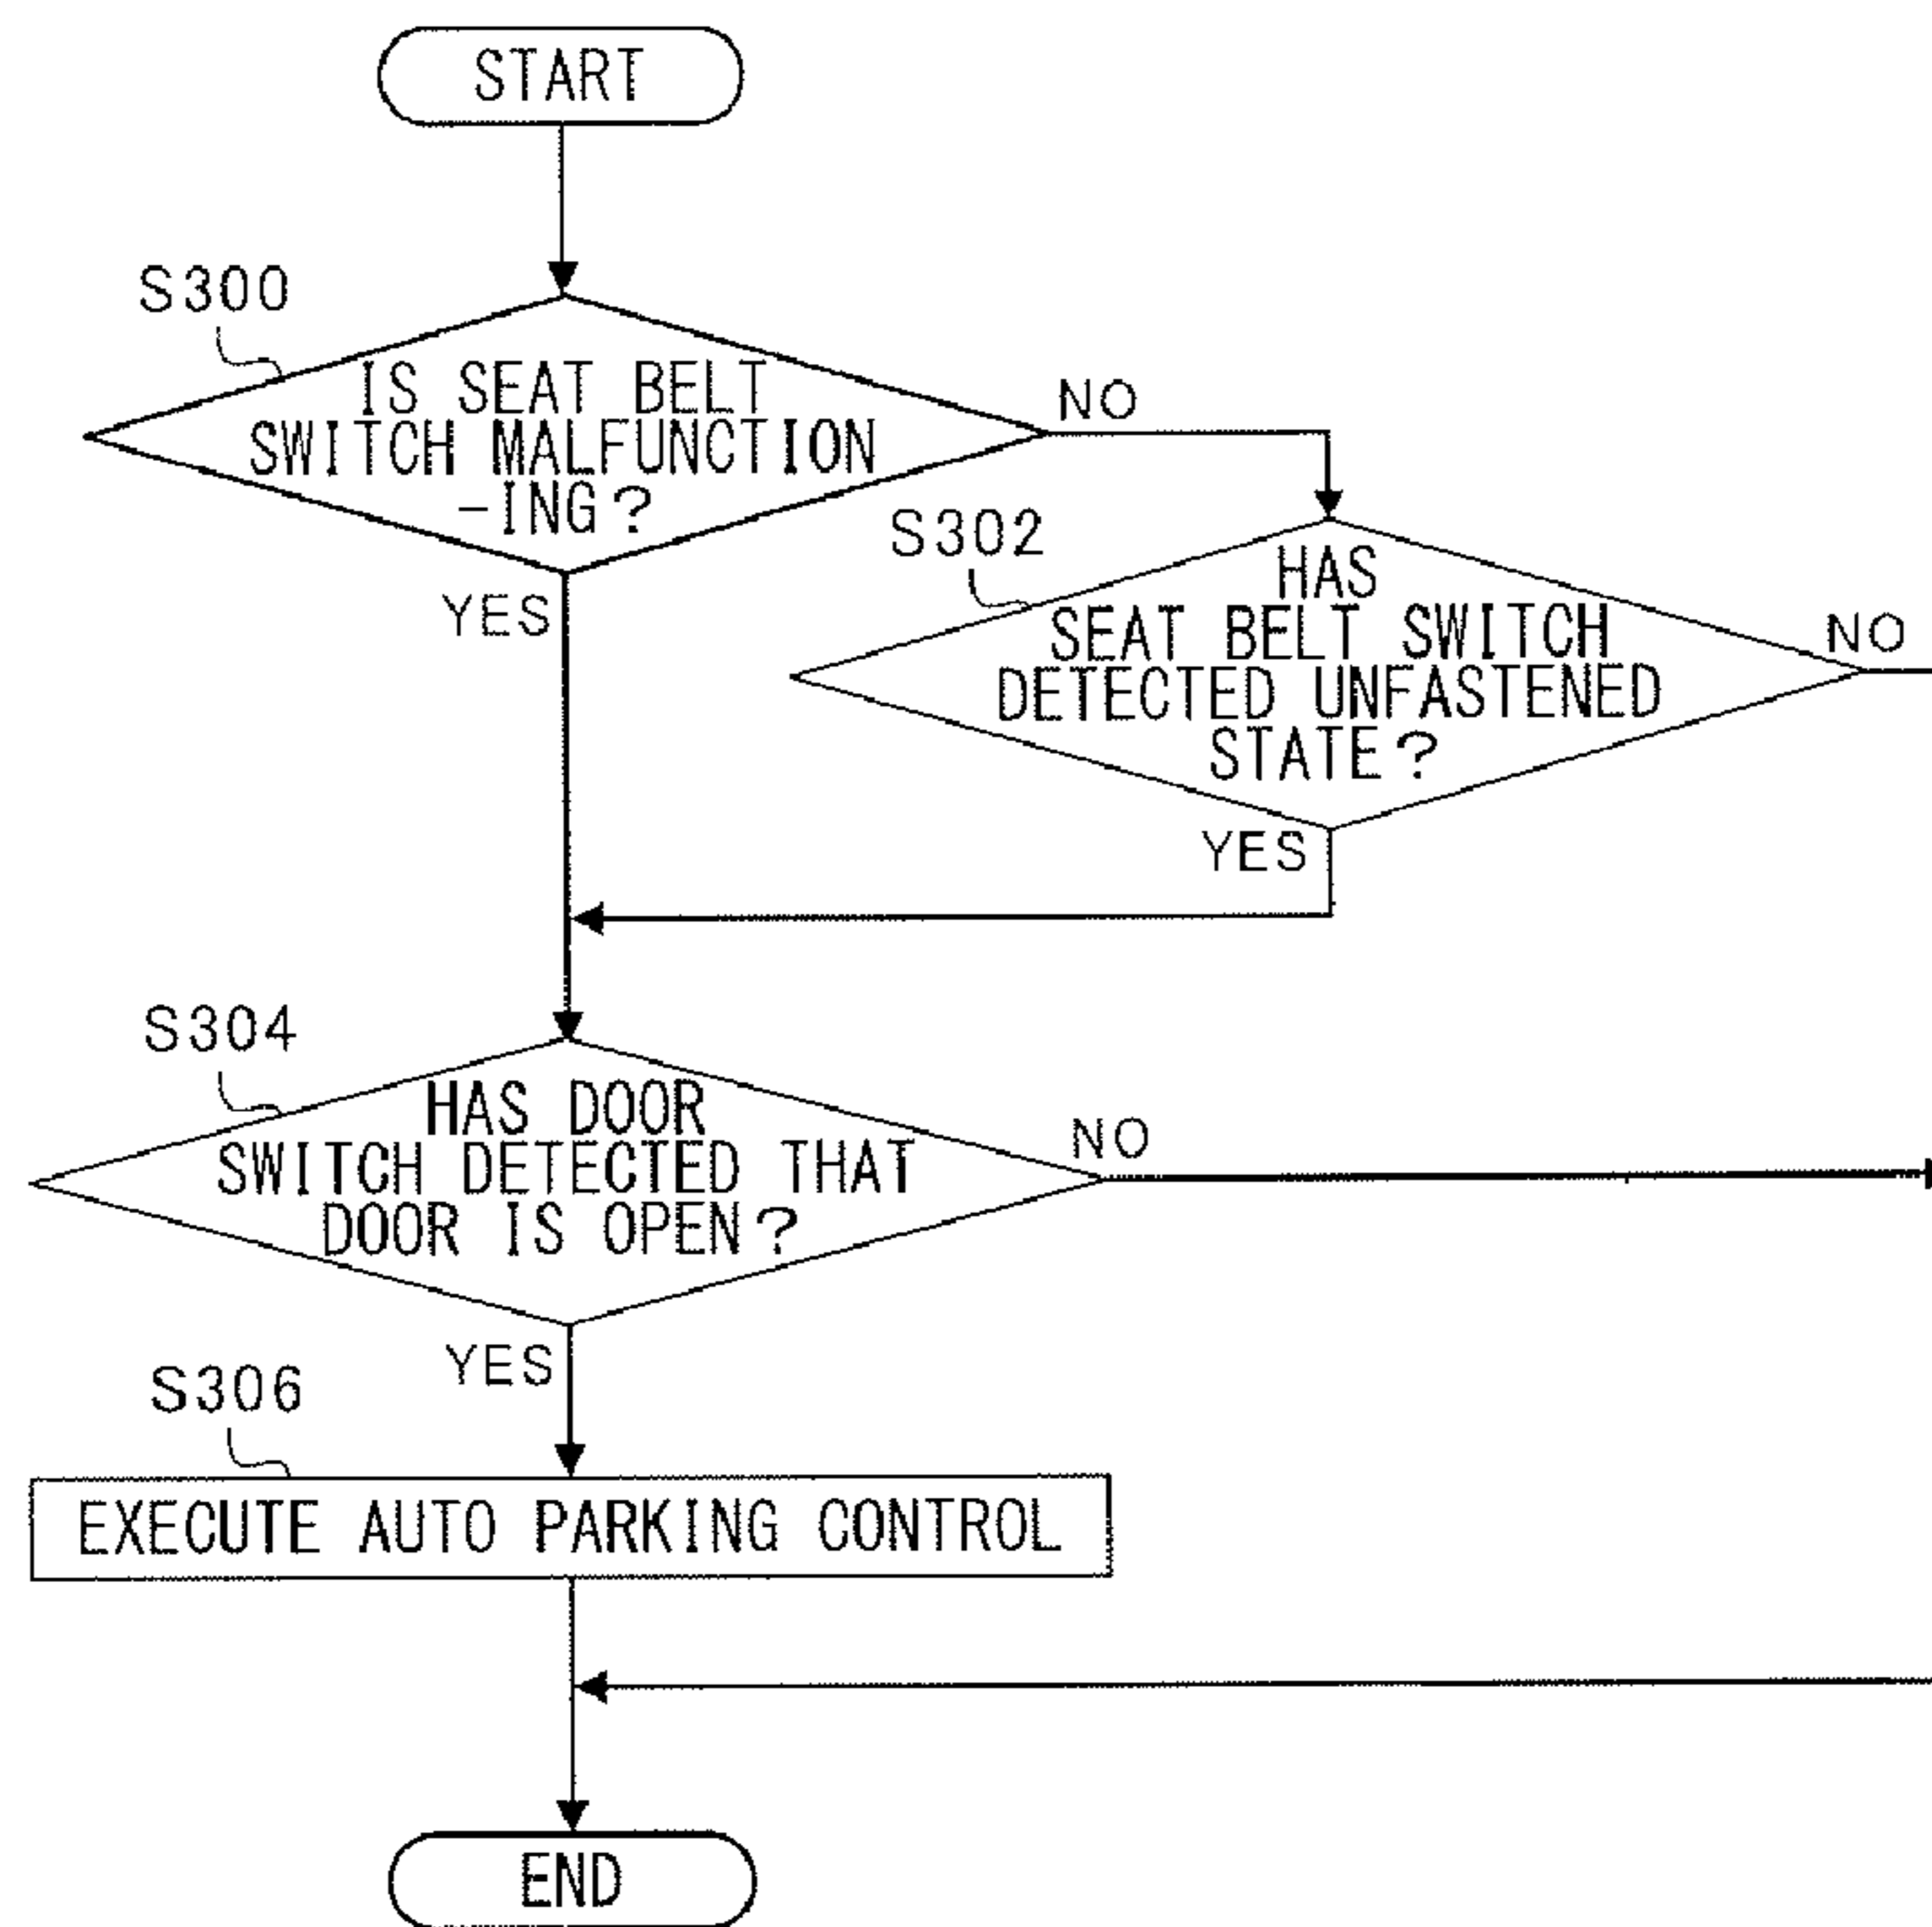 START
S300
IS SEAT BELT
SWITCH MALFUNCTION
-ING?
NO
YES
S302
HAS
SEAT BELT SWITCH
DETECTED UNFASTENED
STATE?
NO
YES
S304
HAS DOOR
SWITCH DETECTED THAT
DOOR IS OPEN?
NO
YES
S306
EXECUTE AUTO PARKING CONTROL
END